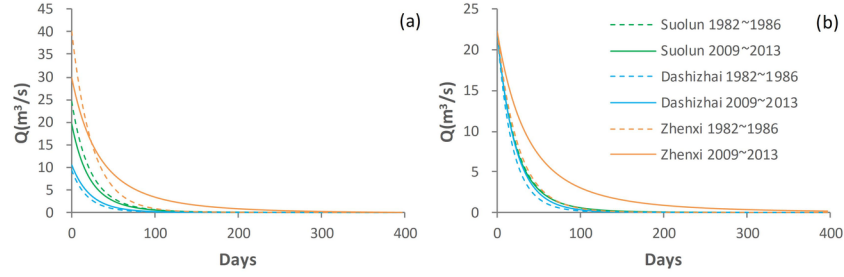 (a)
45
40
35
30
25
20
15
10
5
0
Q(m³/s)
0 100 200 300 400
Days
(b)
25
20
15
10
5
0
Q(m³/s)
0 100 200 300 400
Days
Suolun 1982~1986
Suolun 2009~2013
Dashizhai 1982~1986
Dashizhai 2009~2013
Zhenxi 1982~1986
Zhenxi 2009~2013